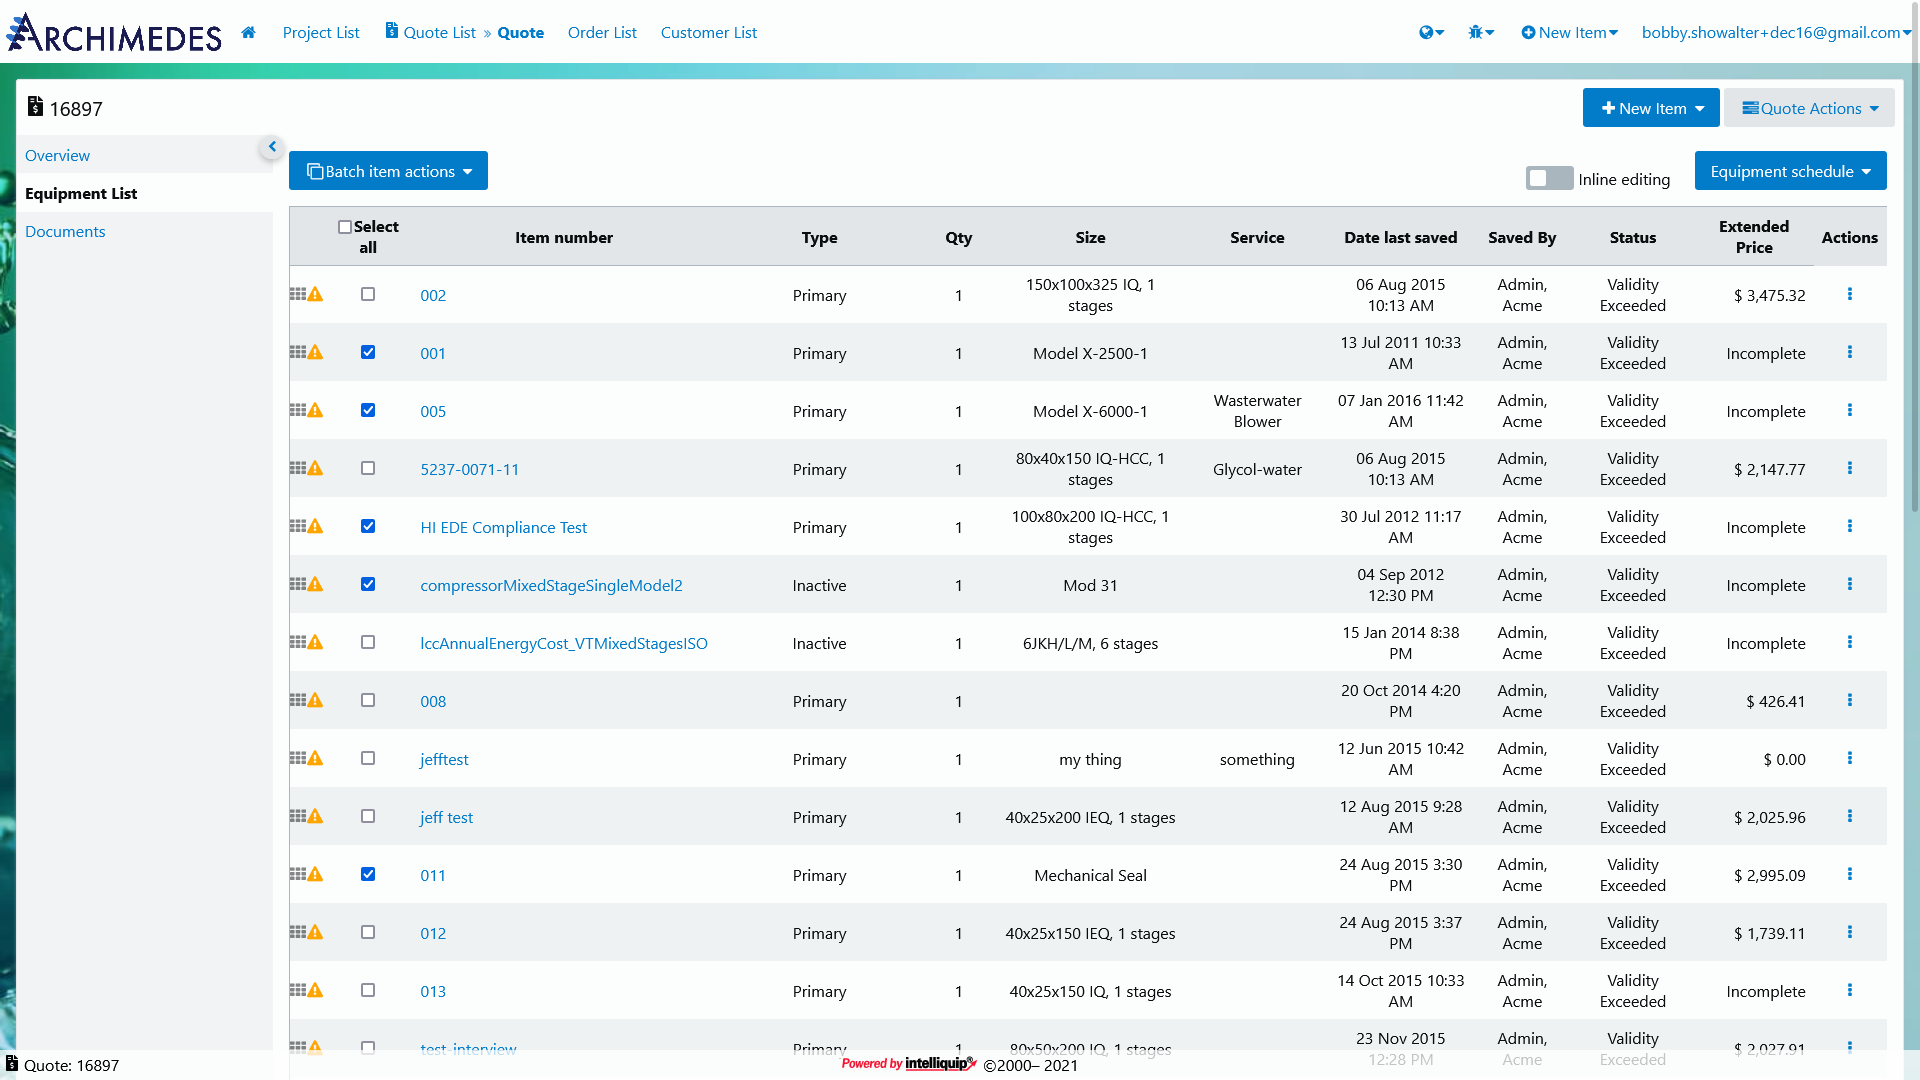 ARCHIMEDES
Project List
Quote List » Quote
Order List
Customer List
New Item
bobby.showalter+dec16@gmail.com
16897
New Item
Quote Actions
Overview
Equipment List
Documents
Batch item actions
Inline editing
Equipment schedule
Select all
Item number
Type
Qty
Size
Service
Date last saved
Saved By
Status
Extended Price
Actions
002 Primary 1 150x100x325 IQ, 1 stages 06 Aug 2015 10:13 AM Admin, Acme Validity Exceeded $ 3,475.32
001 Primary 1 Model X-2500-1 13 Jul 2011 10:33 AM Admin, Acme Validity Exceeded Incomplete
005 Primary 1 Model X-6000-1 Wasterwater Blower 07 Jan 2016 11:42 AM Admin, Acme Validity Exceeded Incomplete
5237-0071-11 Primary 1 80x40x150 IQ-HCC, 1 stages Glycol-water 06 Aug 2015 10:13 AM Admin, Acme Validity Exceeded $ 2,147.77
HI EDE Compliance Test Primary 1 100x80x200 IQ-HCC, 1 stages 30 Jul 2012 11:17 AM Admin, Acme Validity Exceeded Incomplete
compressorMixedStageSingleModel2 Inactive 1 Mod 31 04 Sep 2012 12:30 PM Admin, Acme Validity Exceeded Incomplete
lccAnnualEnergyCost_VTMixedStagesISO Inactive 1 6JKH/L/M, 6 stages 15 Jan 2014 8:38 PM Admin, Acme Validity Exceeded Incomplete
008 Primary 1 20 Oct 2014 4:20 PM Admin, Acme Validity Exceeded $ 426.41
jefftest Primary 1 my thing something 12 Jun 2015 10:42 AM Admin, Acme Validity Exceeded $ 0.00
jeff test Primary 1 40x25x200 IEQ, 1 stages 12 Aug 2015 9:28 AM Admin, Acme Validity Exceeded $ 2,025.96
011 Primary 1 Mechanical Seal 24 Aug 2015 3:30 PM Admin, Acme Validity Exceeded $ 2,995.09
012 Primary 1 40x25x150 IEQ, 1 stages 24 Aug 2015 3:37 PM Admin, Acme Validity Exceeded $ 1,739.11
013 Primary 1 40x25x150 IQ, 1 stages 14 Oct 2015 10:33 AM Admin, Acme Validity Exceeded Incomplete
test-interview Primary 1 80x50x200 IQ, 1 stages 23 Nov 2015 12:28 PM Admin, Acme Validity Exceeded $ 2,027.91
Quote: 16897
Powered by intelliquip® ©2000– 2021